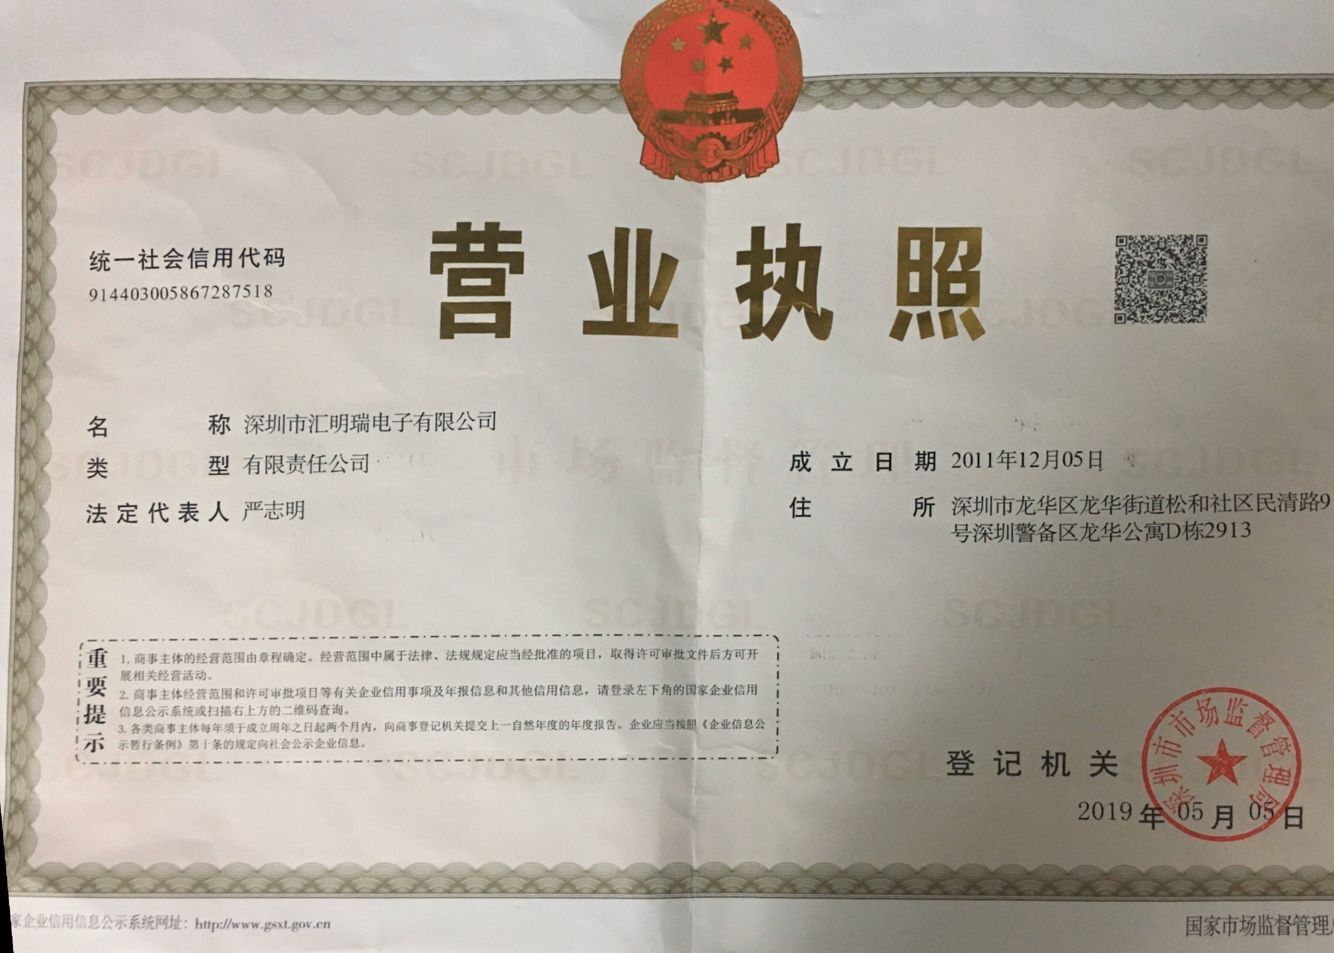 营业执照
统一社会信用代码
914403005867287518
名称 深圳市汇明瑞电子有限公司
类型 有限责任公司
法定代表人 严志明
成立日期 2011年12月05日
住所 深圳市龙华区龙华街道松和社区民清路9
号深圳警备区龙华公寓D栋2913
重要提示
1. 商事主体的经营范围由章程确定。经营范围中属于法律、法规规定应当经批准的项目，取得许可审批文件后方可开
展相关经营活动。
2. 商事主体经营范围和许可审批项目等有关企业信用事项及年报信息和其他信用信息，请登录左下角的国家企业信用
信息公示系统或扫描右上方的二维码查询。
3. 各类商事主体每年须于成立周年之日起两个月内，向商事登记机关提交上一自然年度的年度报告。企业应当按照《企业信息公
示暂行条例》第十条的规定向社会公示企业信息。
登记机关
深圳市市场监督管理局
2019年05月05日
家企业信用信息公示系统网址：http://www.gsxt.gov.cn
国家市场监督管理
SCJDGL
市场监督管理